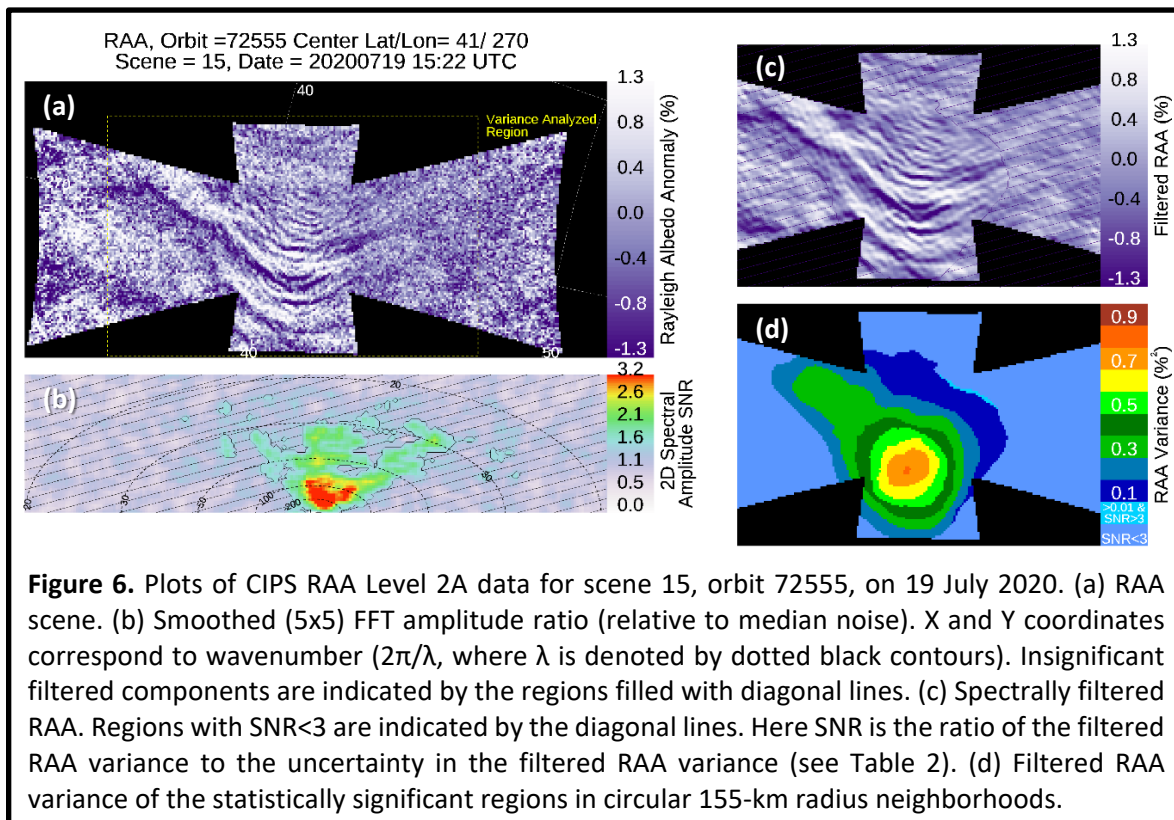 RAA, Orbit =72555 Center Lat/Lon= 41/ 270
Scene = 15, Date = 20200719 15:22 UTC
(a)
40
Variance Analyzed
Region
40
50
1.3
0.8
0.4
0.0
-0.4
-0.8
-1.3
Rayleigh Albedo Anomaly (%)
(b)
20
-20
-50
-100
-200
50
3.2
2.6
2.1
1.6
1.1
0.5
0.0
2D Spectral
Amplitude SNR
(c)
1.3
0.8
0.4
0.0
-0.4
-0.8
-1.3
Filtered RAA (%)
(d)
0.9
0.7
0.5
0.3
0.1
>0.01 &
SNR>3
SNR<3
RAA Variance (%²)
Figure 6. Plots of CIPS RAA Level 2A data for scene 15, orbit 72555, on 19 July 2020. (a) RAA
scene. (b) Smoothed (5x5) FFT amplitude ratio (relative to median noise). X and Y coordinates
correspond to wavenumber (2π/λ, where λ is denoted by dotted black contours). Insignificant
filtered components are indicated by the regions filled with diagonal lines. (c) Spectrally filtered
RAA. Regions with SNR<3 are indicated by the diagonal lines. Here SNR is the ratio of the filtered
RAA variance to the uncertainty in the filtered RAA variance (see Table 2). (d) Filtered RAA
variance of the statistically significant regions in circular 155-km radius neighborhoods.